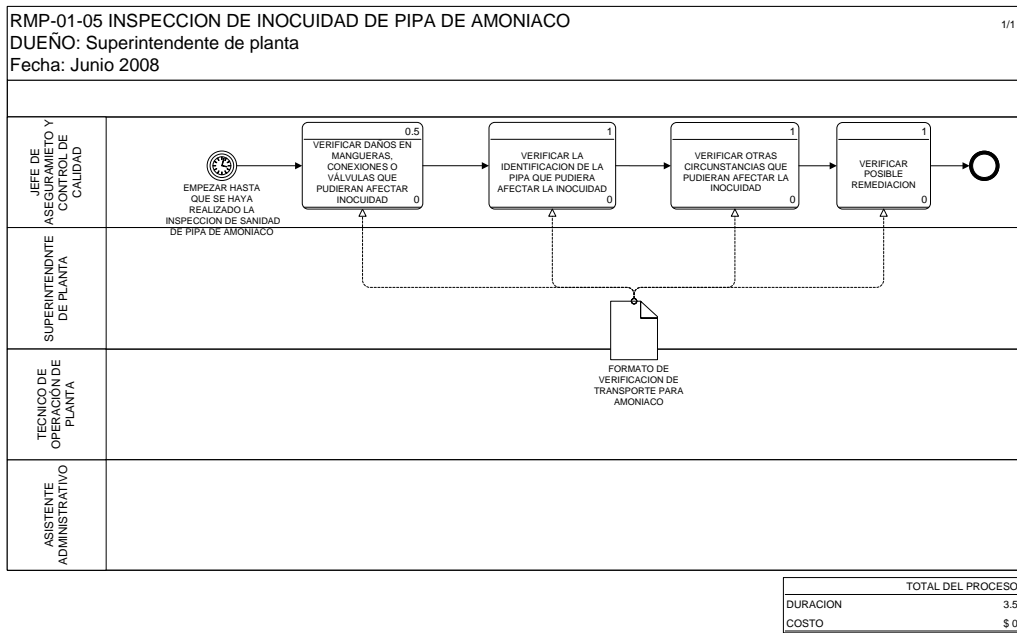 RMP-01-05 INSPECCION DE INOCUIDAD DE PIPA DE AMONIACO
1/1
DUEÑO: Superintendente de planta
Fecha: Junio 2008
JEFE DE
ASEGURAMIETO Y
CONTROL DE
CALIDAD
EMPEZAR HASTA
QUE SE HAYA
REALIZADO LA
INSPECCION DE SANIDAD
DE PIPA DE AMONIACO
0.5
VERIFICAR DAÑOS EN
MANGUERAS,
CONEXIONES O
VÁLVULAS QUE
PUDIERAN AFECTAR
INOCUIDAD
0
1
VERIFICAR LA
IDENTIFICACION DE LA
PIPA QUE PUDIERA
AFECTAR LA INOCUIDAD
0
1
VERIFICAR OTRAS
CIRCUNSTANCIAS QUE
PUDIERAN AFECTAR LA
INOCUIDAD
0
1
VERIFICAR
POSIBLE
REMEDIACION
0
SUPERINTENDNTE
DE PLANTA
FORMATO DE
VERIFICACION DE
TRANSPORTE PARA
AMONIACO
TECNICO DE
OPERACIÓN DE
PLANTA
ASISTENTE
ADMINISTRATIVO
TOTAL DEL PROCESO
DURACION 3.5
COSTO $ 0